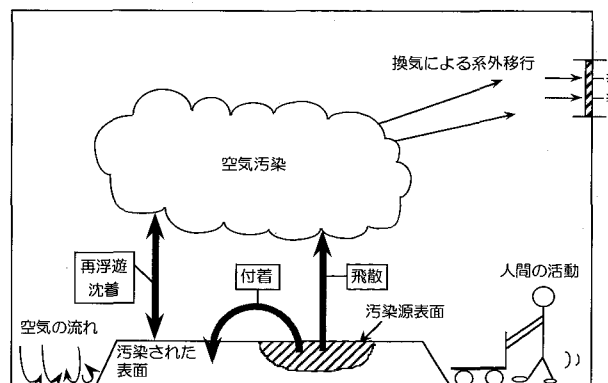 換気による系外移行
空気汚染
再浮遊
沈着
付着
飛散
人間の活動
汚染源表面
空気の流れ
汚染された
表面